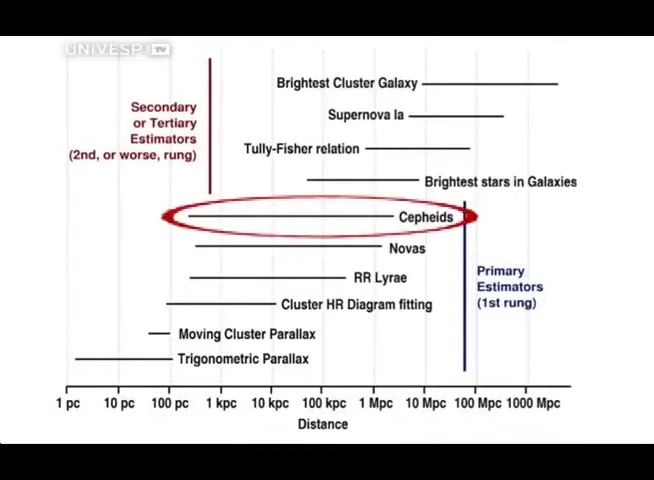 UNIVESP TV
Brightest Cluster Galaxy
Secondary
or Tertiary
Estimators
(2nd, or worse, rung)
Supernova Ia
Tully-Fisher relation
Brightest stars in Galaxies
Cepheids
Novas
RR Lyrae
Primary
Estimators
(1st rung)
Cluster HR Diagram fitting
Moving Cluster Parallax
Trigonometric Parallax
1 pc 10 pc 100 pc 1 kpc 10 kpc 100 kpc 1 Mpc 10 Mpc 100 Mpc 1000 Mpc
Distance